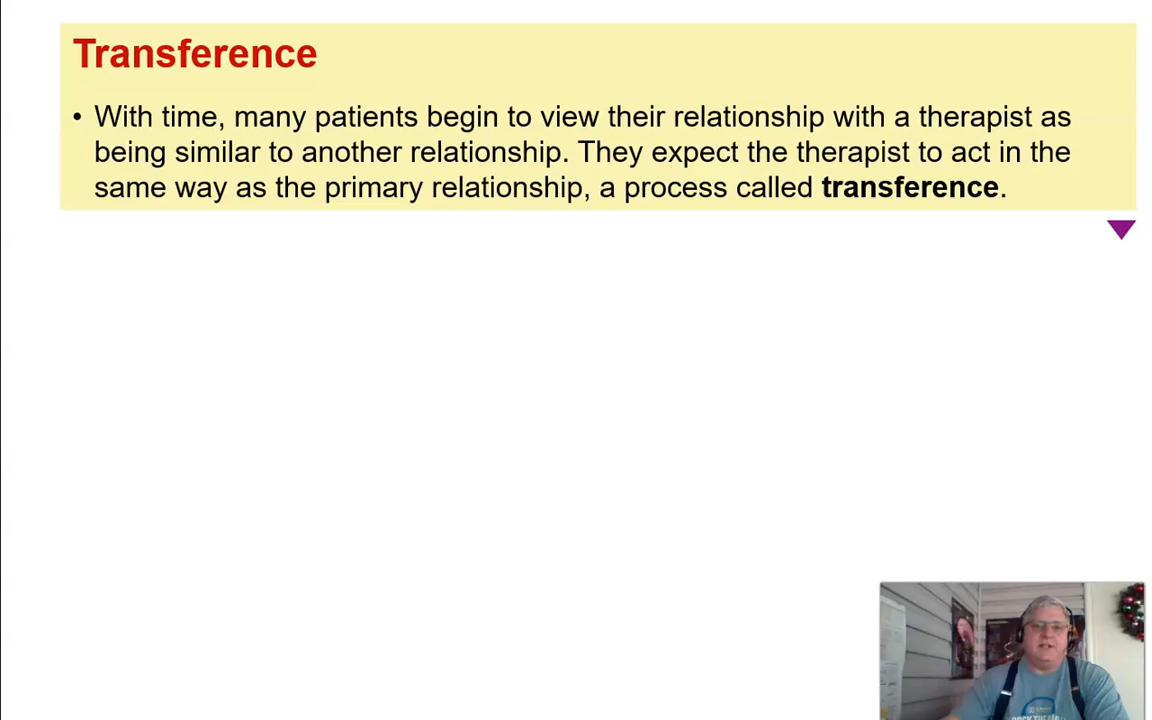 Transference
• With time, many patients begin to view their relationship with a therapist as
being similar to another relationship. They expect the therapist to act in the
same way as the primary relationship, a process called transference.